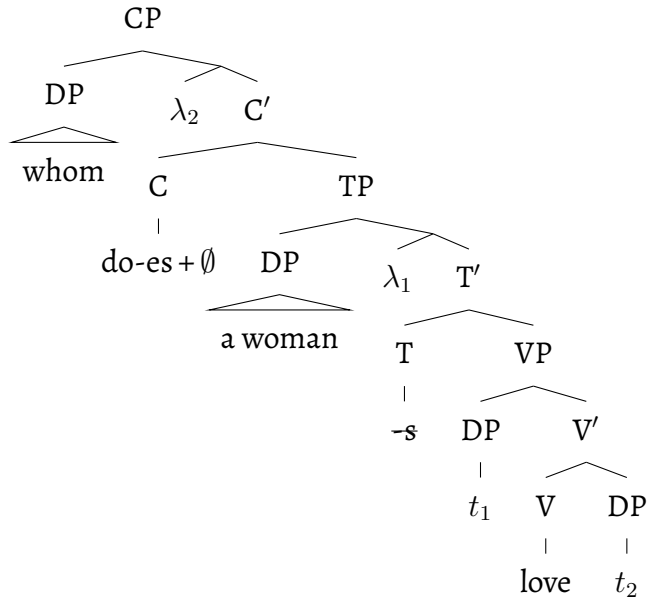 CP
DP λ₂ C′
whom C TP
do-es + ∅ DP λ₁ T′
a woman T VP
-s DP V′
t₁ V DP
love t₂